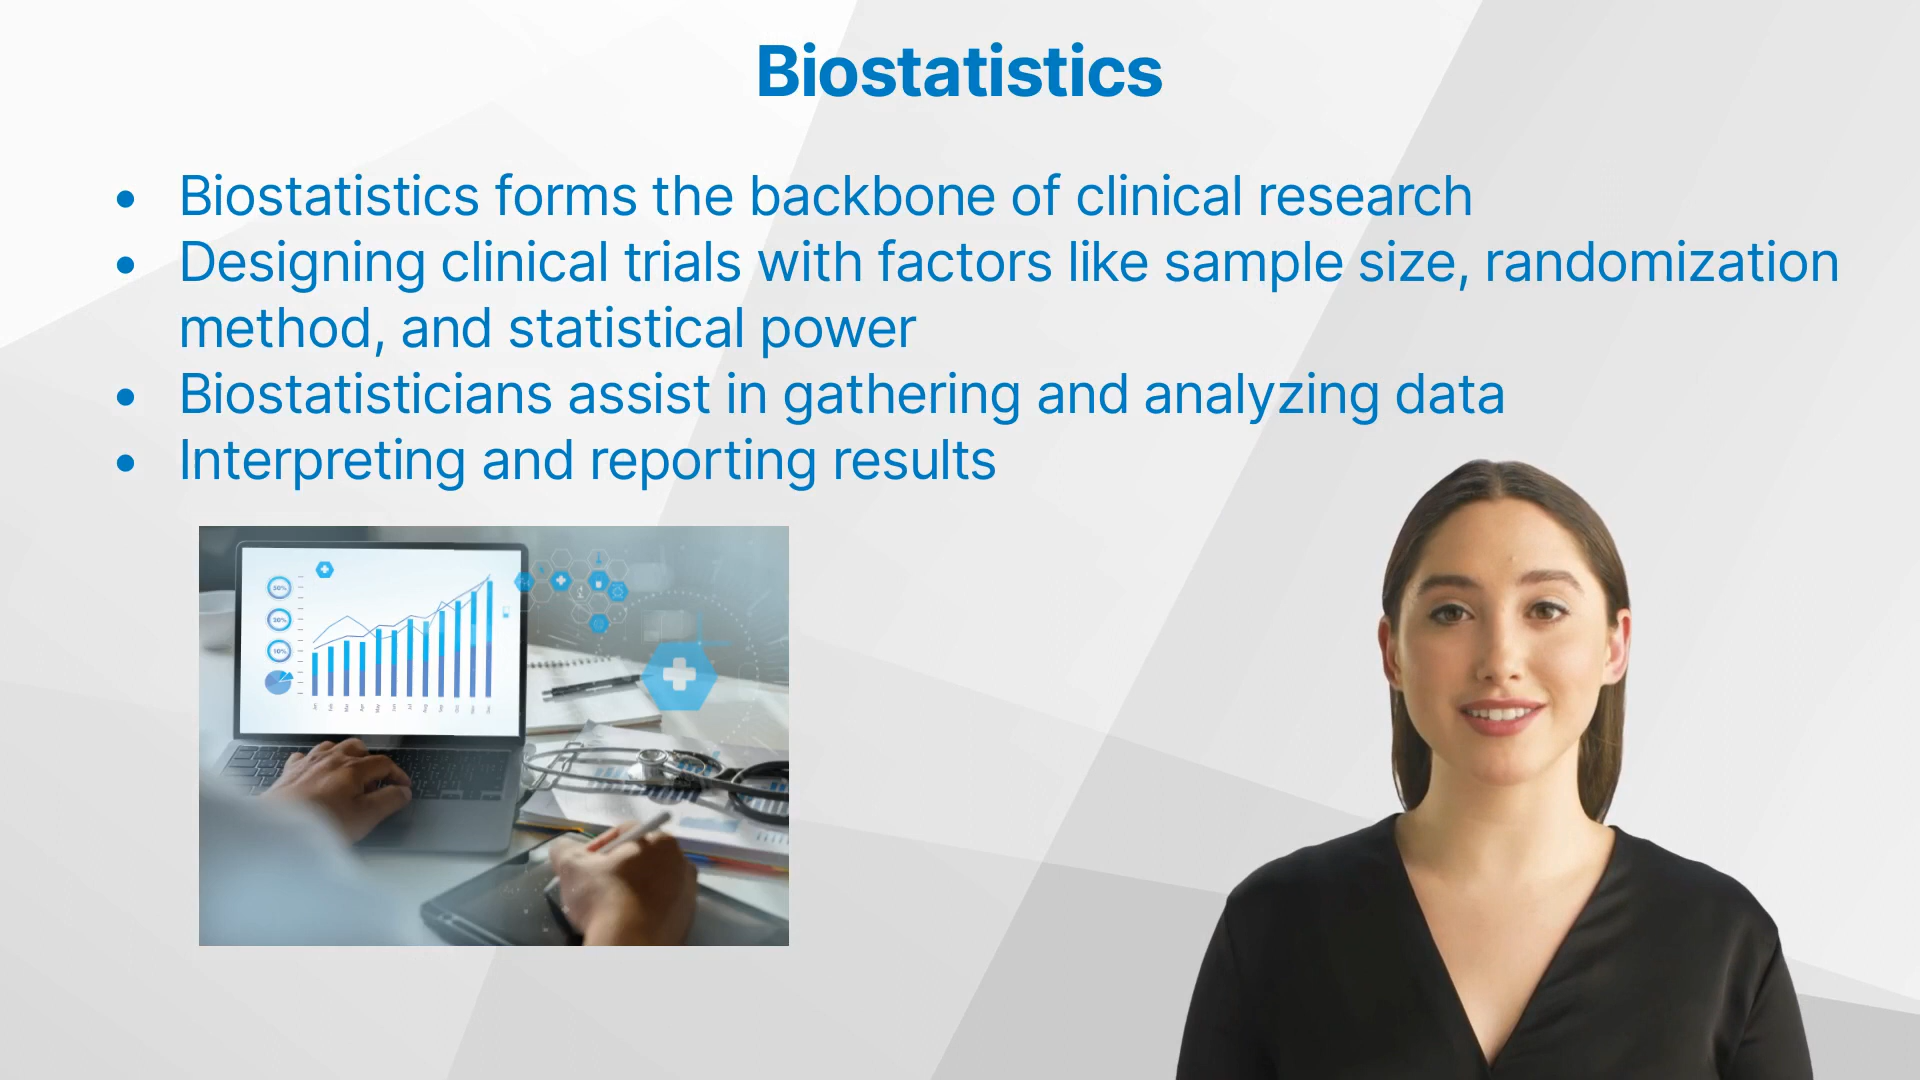 Biostatistics
• Biostatistics forms the backbone of clinical research
• Designing clinical trials with factors like sample size, randomization
method, and statistical power
• Biostatisticians assist in gathering and analyzing data
• Interpreting and reporting results